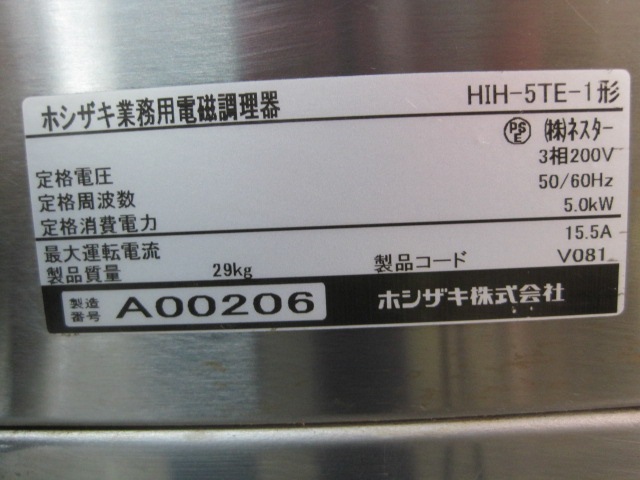 ホシザキ業務用電磁調理器 HIH-5TE-1形
PSE ㈱ネスター
定格電圧 3相200V
定格周波数 50/60Hz
定格消費電力 5.0kW
最大運転電流 15.5A
製品質量 29kg 製品コード V081
製造番号 A00206 ホシザキ株式会社